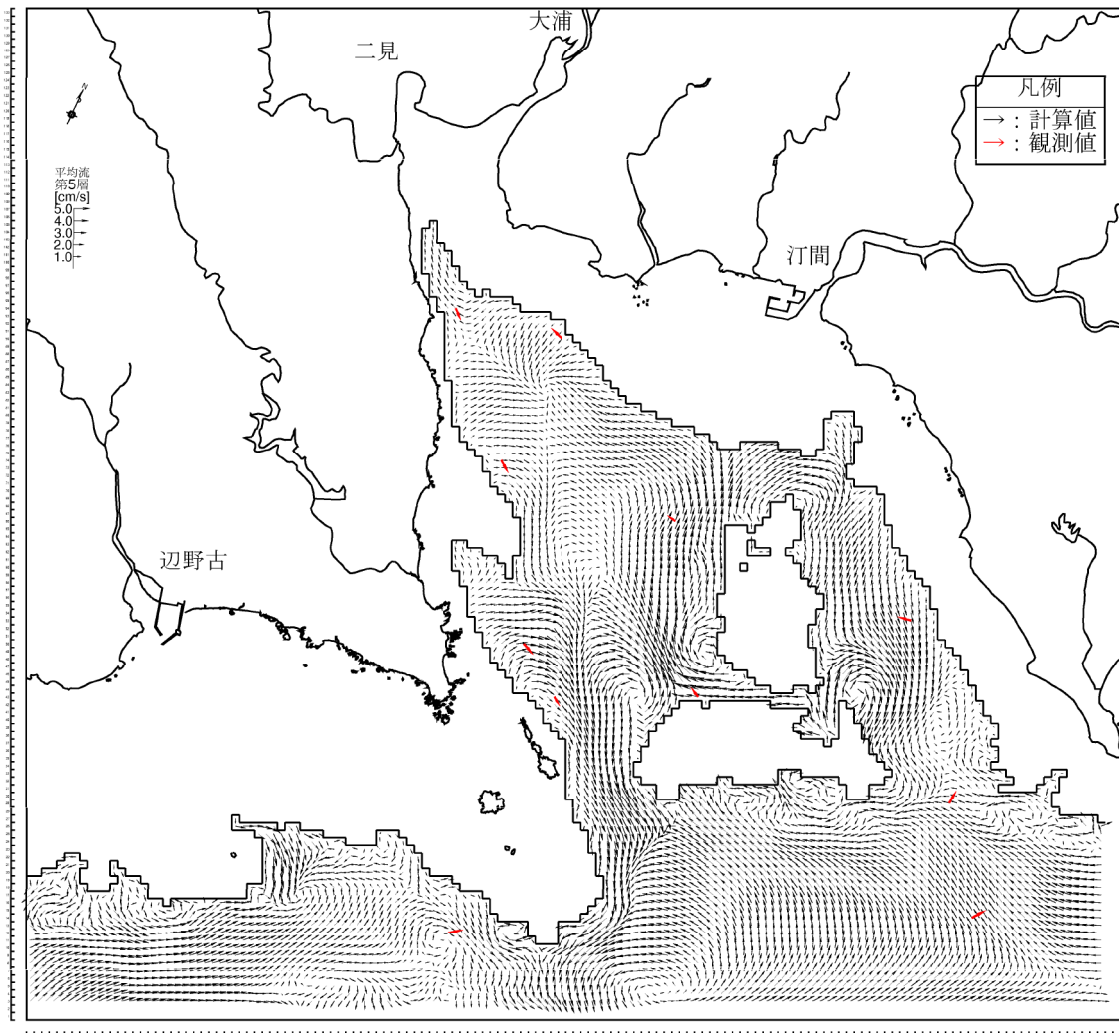 大浦
二見
凡例
→ : 計算値
→ : 観測値
N
平均流
第5層
[cm/s]
5.0
4.0
3.0
2.0
1.0
汀間
辺野古